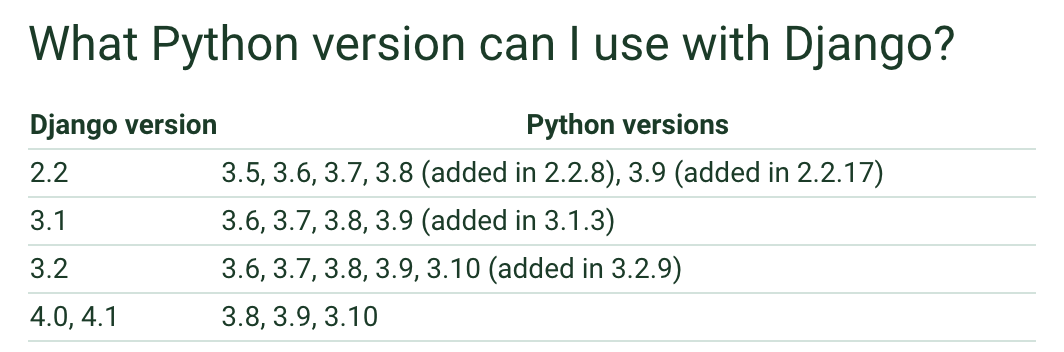 What Python version can I use with Django?
Django version Python versions
2.2 3.5, 3.6, 3.7, 3.8 (added in 2.2.8), 3.9 (added in 2.2.17)
3.1 3.6, 3.7, 3.8, 3.9 (added in 3.1.3)
3.2 3.6, 3.7, 3.8, 3.9, 3.10 (added in 3.2.9)
4.0, 4.1 3.8, 3.9, 3.10